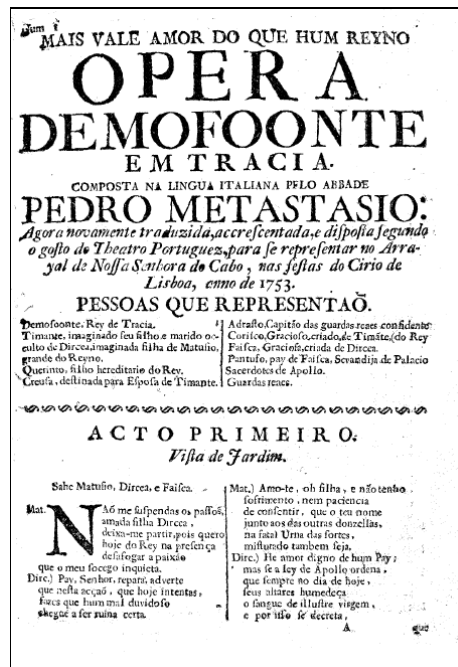 Jum
MAIS VALE AMOR DO QUE HUM REYNO
OPERA
DEMOFOONTE
EM TRACIA.
COMPOSTA NA LINGUA ITALIANA PELO ABBADE
PEDRO METASTASIO:
Agora novamente traduzida, accrescentada, e disposta segundo
o gosto do Theatro Portuguez, para se representar no Arra-
yal de Nossa Senhora do Cabo, nas festas do Cirio de
Lisboa, enno de 1753.
PESSOAS QUE REPRESENTAÕ.
Demofoonte, Rey de Tracia.
Timante, imaginado seu filho, e marido oc-
culto de Dircea, imaginada filha de Matusio,
grande do Reyno.
Querinto, filho hereditario do Rey.
Creusa, destinada para Esposa de Timante.
Adrasto, Capitão das guardas reaes confidente
Corisco, Gracioso, criado, de Timãte, (do Rey
Faisca, Graciosa, criada de Dircea.
Pantufo, pay de Faisca, Sevandija de Palacio
Sacerdotes de Apollo.
Guardas reaes.
ACTO PRIMEIRO.
Vista de Jardim.
Sahe Matusio, Dircea, e Faisca.
Mat. NAõ me suspendas os passos,
amada filha Dircea,
deixa-me partir, pois quero
hoje do Rey na presença
desafogar a paixaõ
que o meu socego inquieta.
Dirc.) Pay, Senhor, repara, adverte
que nesta acçaõ, que hoje intentas,
fazes que hum mal duvidoso
chegue a ser ruina certa.
Mat.) Amo-te, oh filha, e não tenho
sofrimento, nem paciencia
de consentir, que o teu nome
junto aos das outras donzellas,
na fatal Urna das sortes,
misturado tambem seja.
Dirc.) He amor digno de hum Pay;
mas se a ley de Apollo ordena,
que sempre no dia de hoje,
seus altares humedeça
o sangue de illustre virgem,
e por isso se decreta,
A que